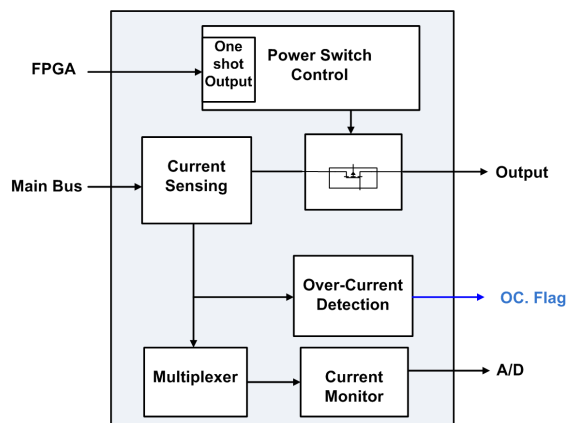 One
shot
Output
Power Switch
Control
FPGA
Current
Sensing
Main Bus
Output
Over-Current
Detection
OC. Flag
Multiplexer
Current
Monitor
A/D